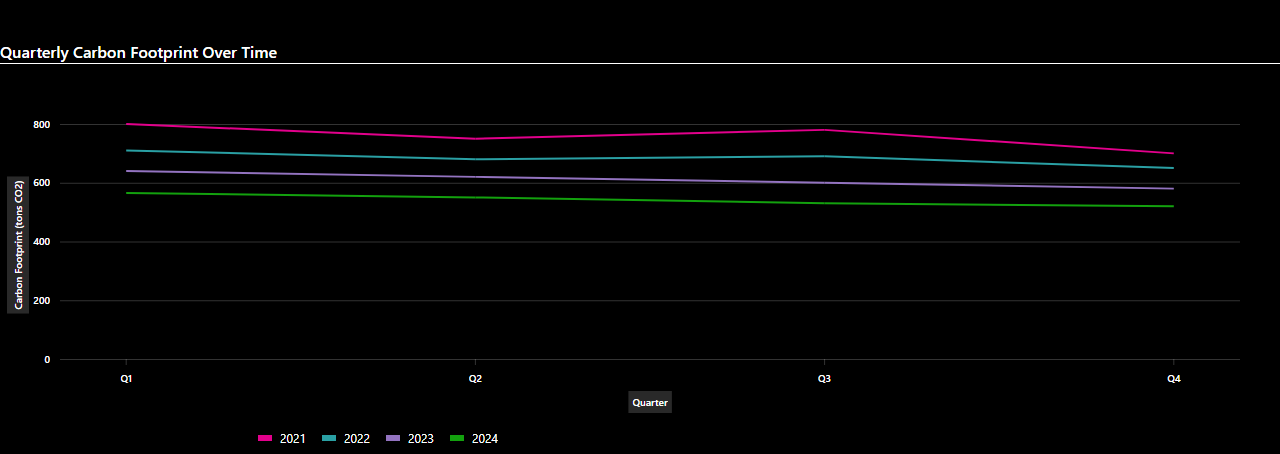 Quarterly Carbon Footprint Over Time
Carbon Footprint (tons CO2)
800
600
400
200
0
Q1 Q2 Q3 Q4
Quarter
2021 2022 2023 2024